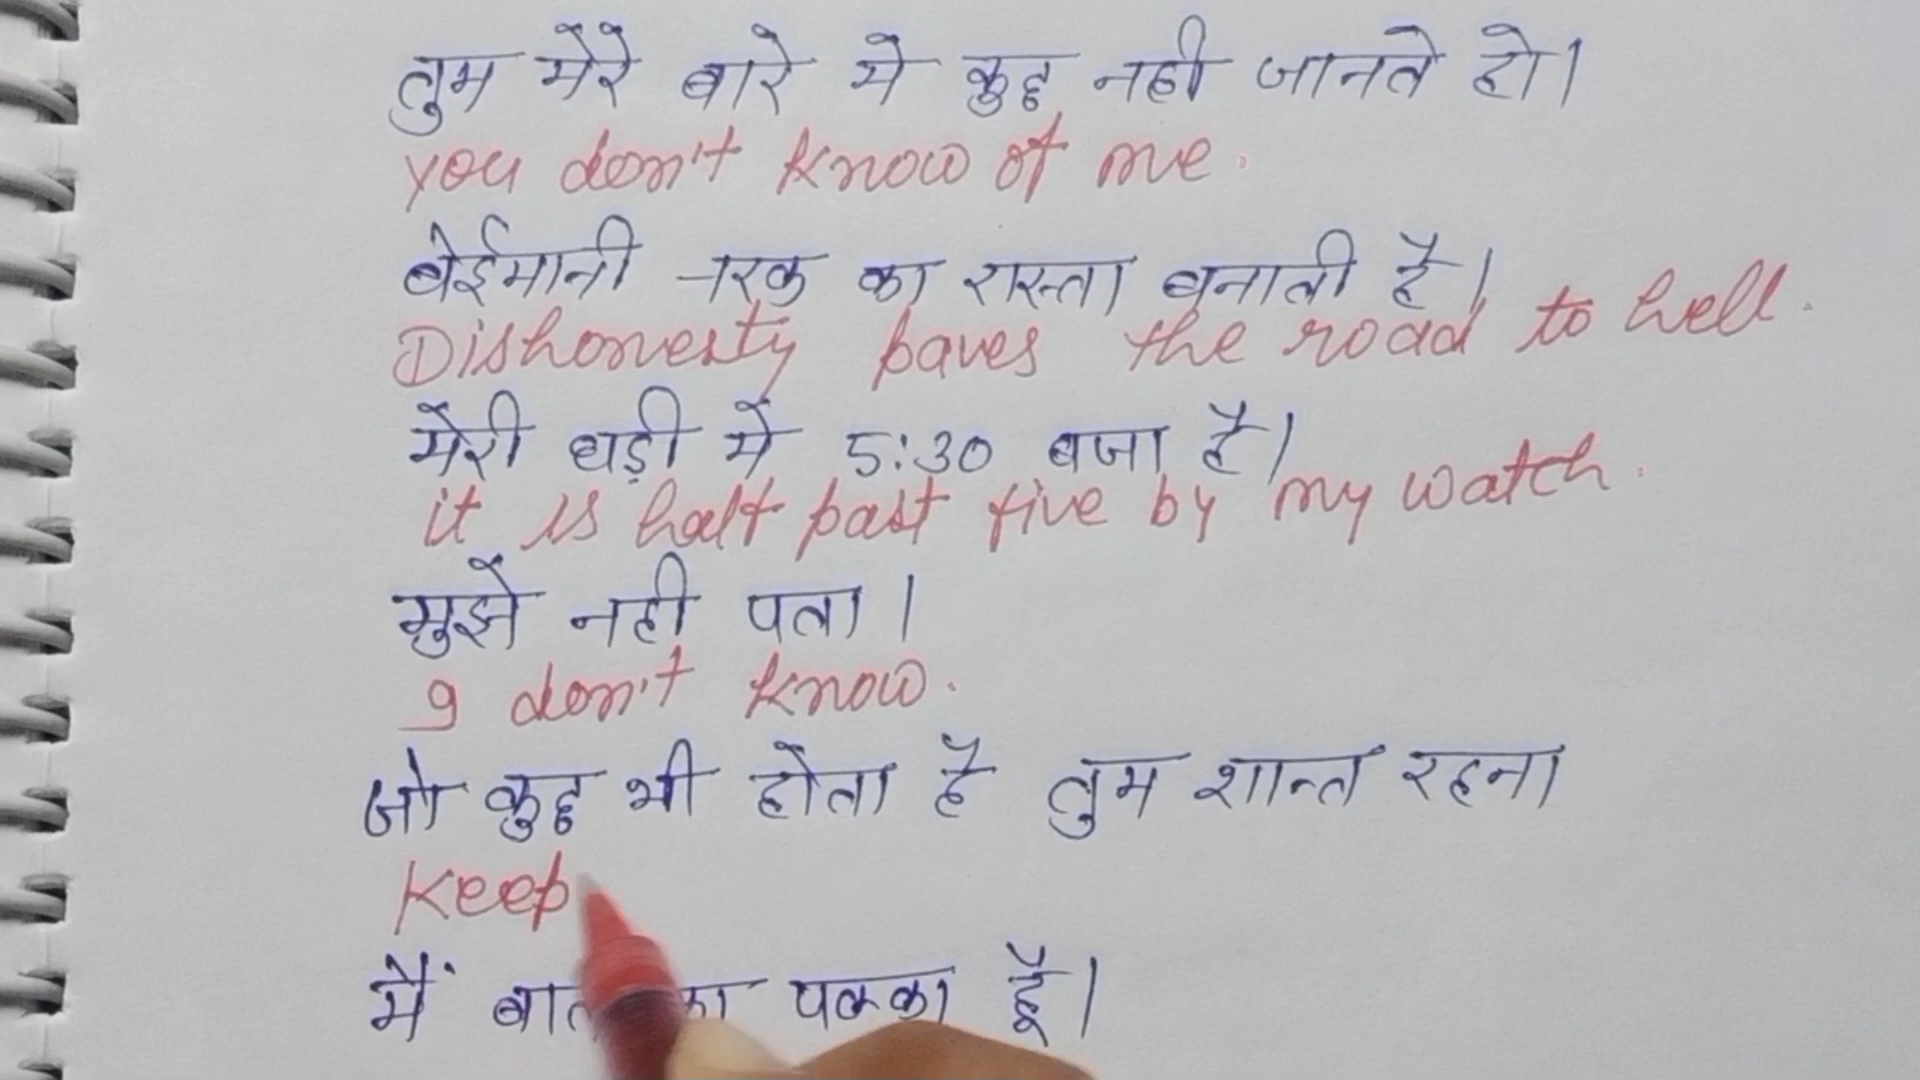 तुम मेरे बारे मे कुछ नही जानते हो।
you don't know of me.
बेईमानी नरक का रास्ता बनाती है।
Dishonesty paves the road to hell.
मेरी घड़ी मे 5:30 बजा है।
it is half past five by my watch.
मुझे नही पता।
I don't know.
जो कुछ भी होता है तुम शान्त रहना
Keep
मैं बात का पक्का हूँ।